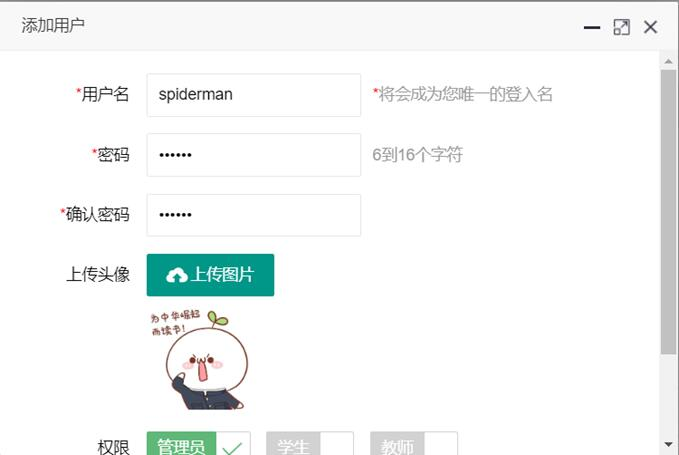 添加用户
*用户名 spiderman *将会成为您唯一的登入名
*密码 •••••• 6到16个字符
*确认密码 ••••••
上传头像 上传图片
为中华崛起
而读书!
权限 管理员 学生 教师